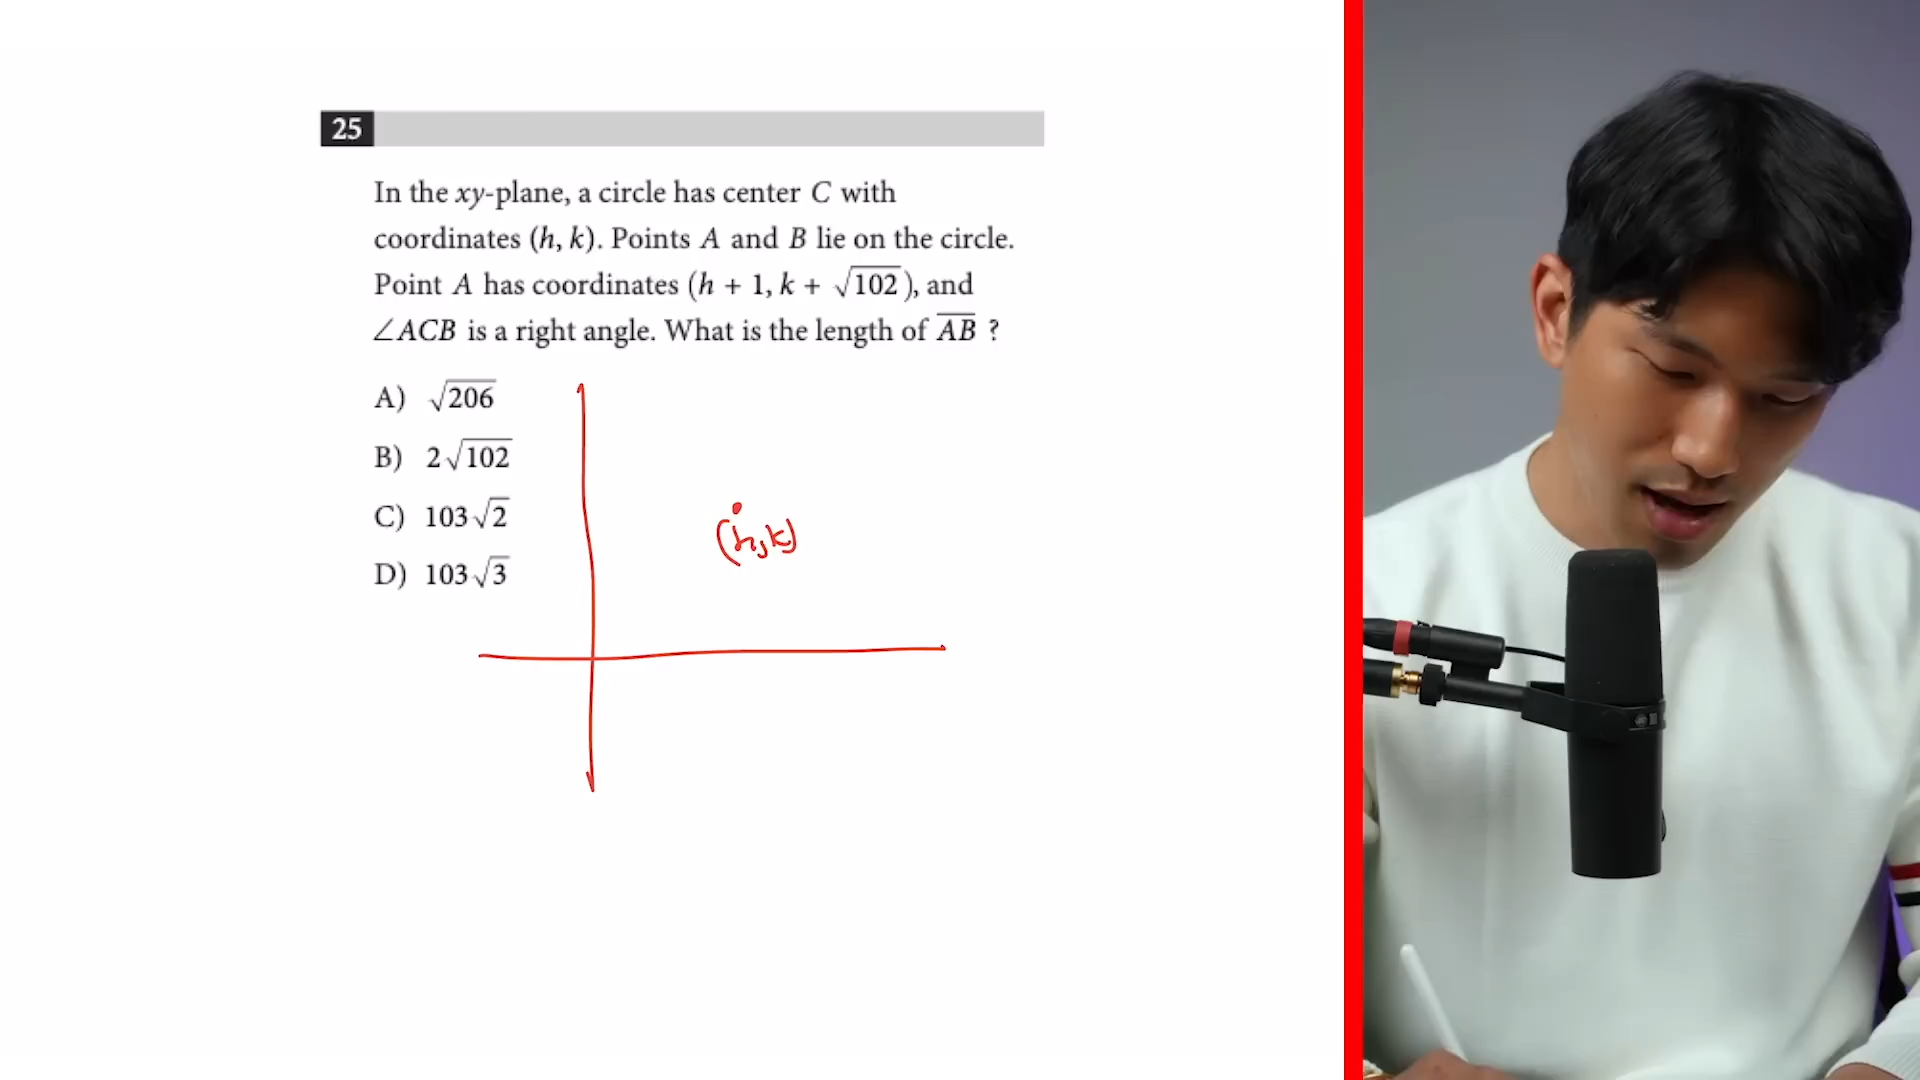 25
In the xy-plane, a circle has center C with
coordinates (h, k). Points A and B lie on the circle.
Point A has coordinates (h + 1, k + √102), and
∠ACB is a right angle. What is the length of AB ?
A) √206
B) 2√102
C) 103√2
D) 103√3
(h,k)